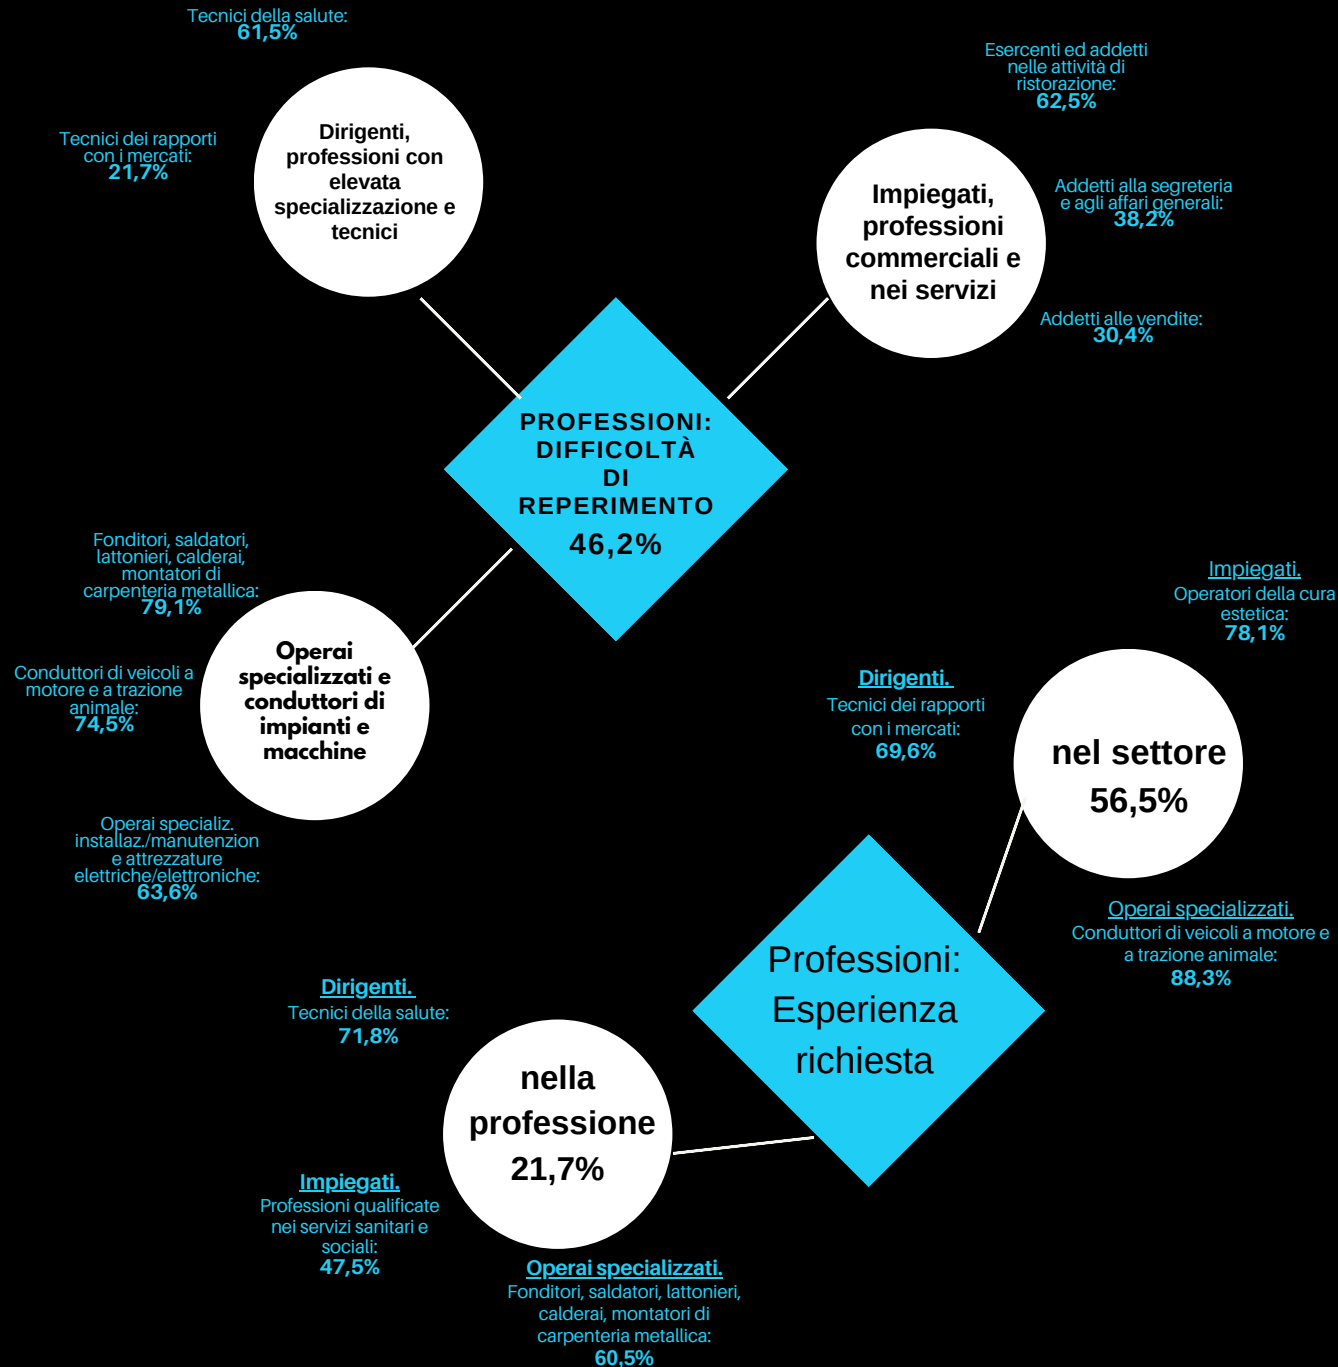 Tecnici della salute:
61,5%
Tecnici dei rapporti
con i mercati:
21,7%
Dirigenti,
professioni con
elevata
specializzazione e
tecnici
Esercenti ed addetti
nelle attività di
ristorazione:
62,5%
Impiegati,
professioni
commerciali e
nei servizi
Addetti alla segreteria
e agli affari generali:
38,2%
Addetti alle vendite:
30,4%
PROFESSIONI:
DIFFICOLTÀ
DI
REPERIMENTO
46,2%
Fonditori, saldatori,
lattonieri, calderai,
montatori di
carpenteria metallica:
79,1%
Conduttori di veicoli a
motore e a trazione
animale:
74,5%
Operai
specializzati e
conduttori di
impianti e
macchine
Operai specializ.
installaz./manutenzion
e attrezzature
elettriche/elettroniche:
63,6%
Impiegati.
Operatori della cura
estetica:
78,1%
Dirigenti.
Tecnici dei rapporti
con i mercati:
69,6%
nel settore
56,5%
Operai specializzati.
Conduttori di veicoli a motore e
a trazione animale:
88,3%
Professioni:
Esperienza
richiesta
Dirigenti.
Tecnici della salute:
71,8%
nella
professione
21,7%
Impiegati.
Professioni qualificate
nei servizi sanitari e
sociali:
47,5%
Operai specializzati.
Fonditori, saldatori, lattonieri,
calderai, montatori di
carpenteria metallica:
60,5%